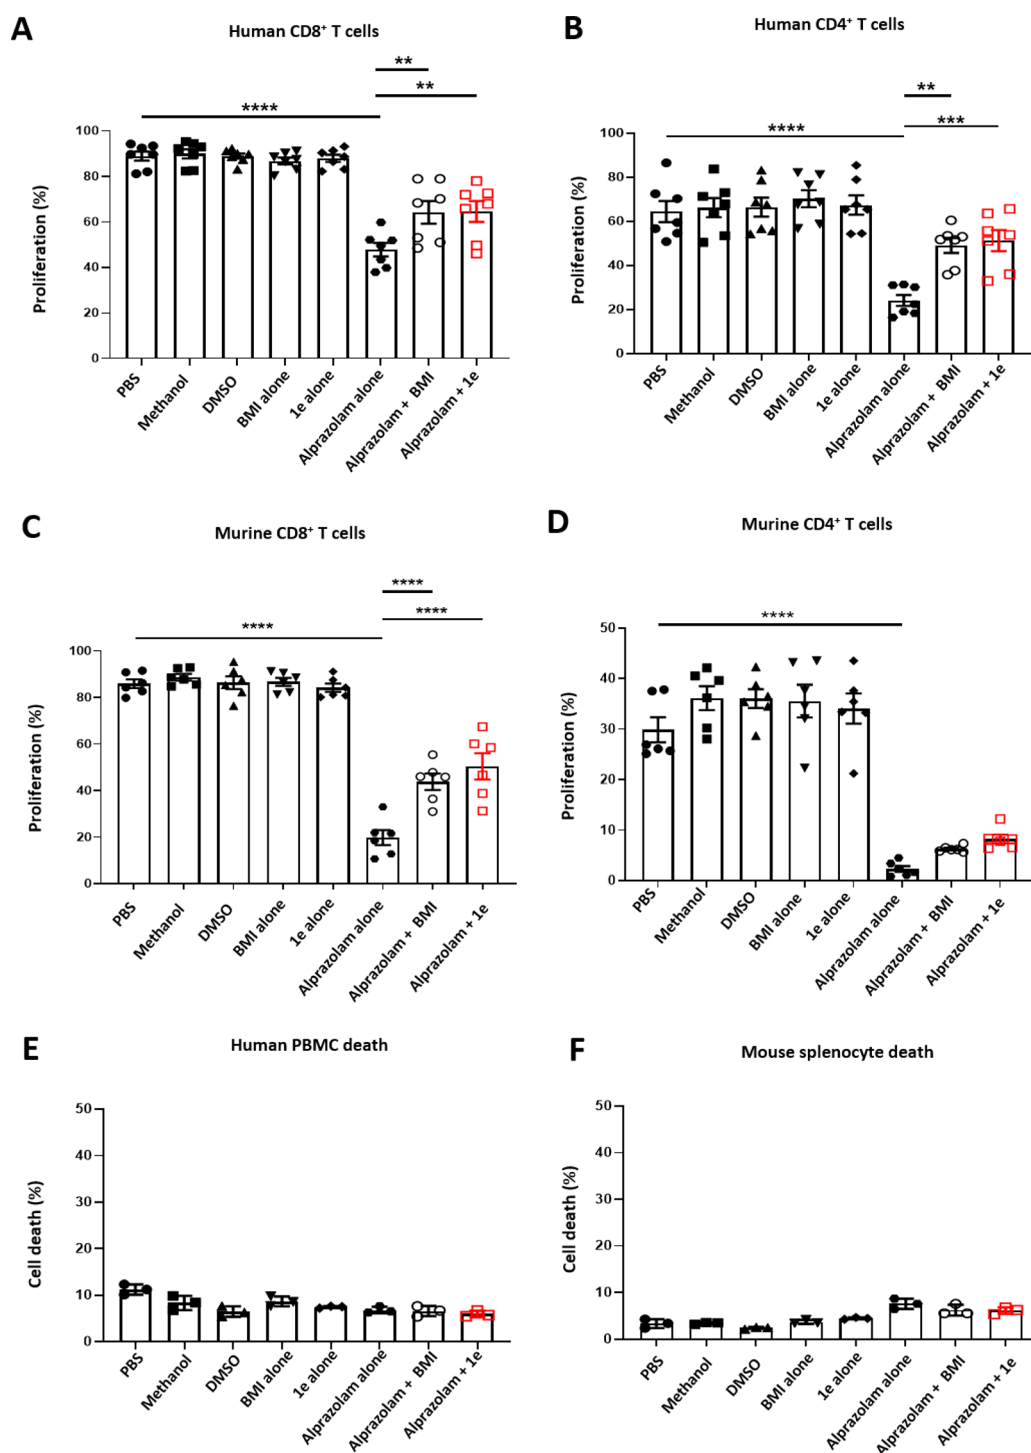 A
Human CD8⁺ T cells
**
**
****
Proliferation (%)
100
80
60
40
20
0
PBS
Methanol
DMSO
BMI alone
1e alone
Alprazolam alone
Alprazolam + BMI
Alprazolam + 1e
B
Human CD4⁺ T cells
**
***
****
Proliferation (%)
100
80
60
40
20
0
PBS
Methanol
DMSO
BMI alone
1e alone
Alprazolam alone
Alprazolam + BMI
Alprazolam + 1e
C
Murine CD8⁺ T cells
****
****
****
Proliferation (%)
100
80
60
40
20
0
PBS
Methanol
DMSO
BMI alone
1e alone
Alprazolam alone
Alprazolam + BMI
Alprazolam + 1e
D
Murine CD4⁺ T cells
****
Proliferation (%)
50
40
30
20
10
0
PBS
Methanol
DMSO
BMI alone
1e alone
Alprazolam alone
Alprazolam + BMI
Alprazolam + 1e
E
Human PBMC death
Cell death (%)
50
40
30
20
10
0
PBS
Methanol
DMSO
BMI alone
1e alone
Alprazolam alone
Alprazolam + BMI
Alprazolam + 1e
F
Mouse splenocyte death
Cell death (%)
50
40
30
20
10
0
PBS
Methanol
DMSO
BMI alone
1e alone
Alprazolam alone
Alprazolam + BMI
Alprazolam + 1e